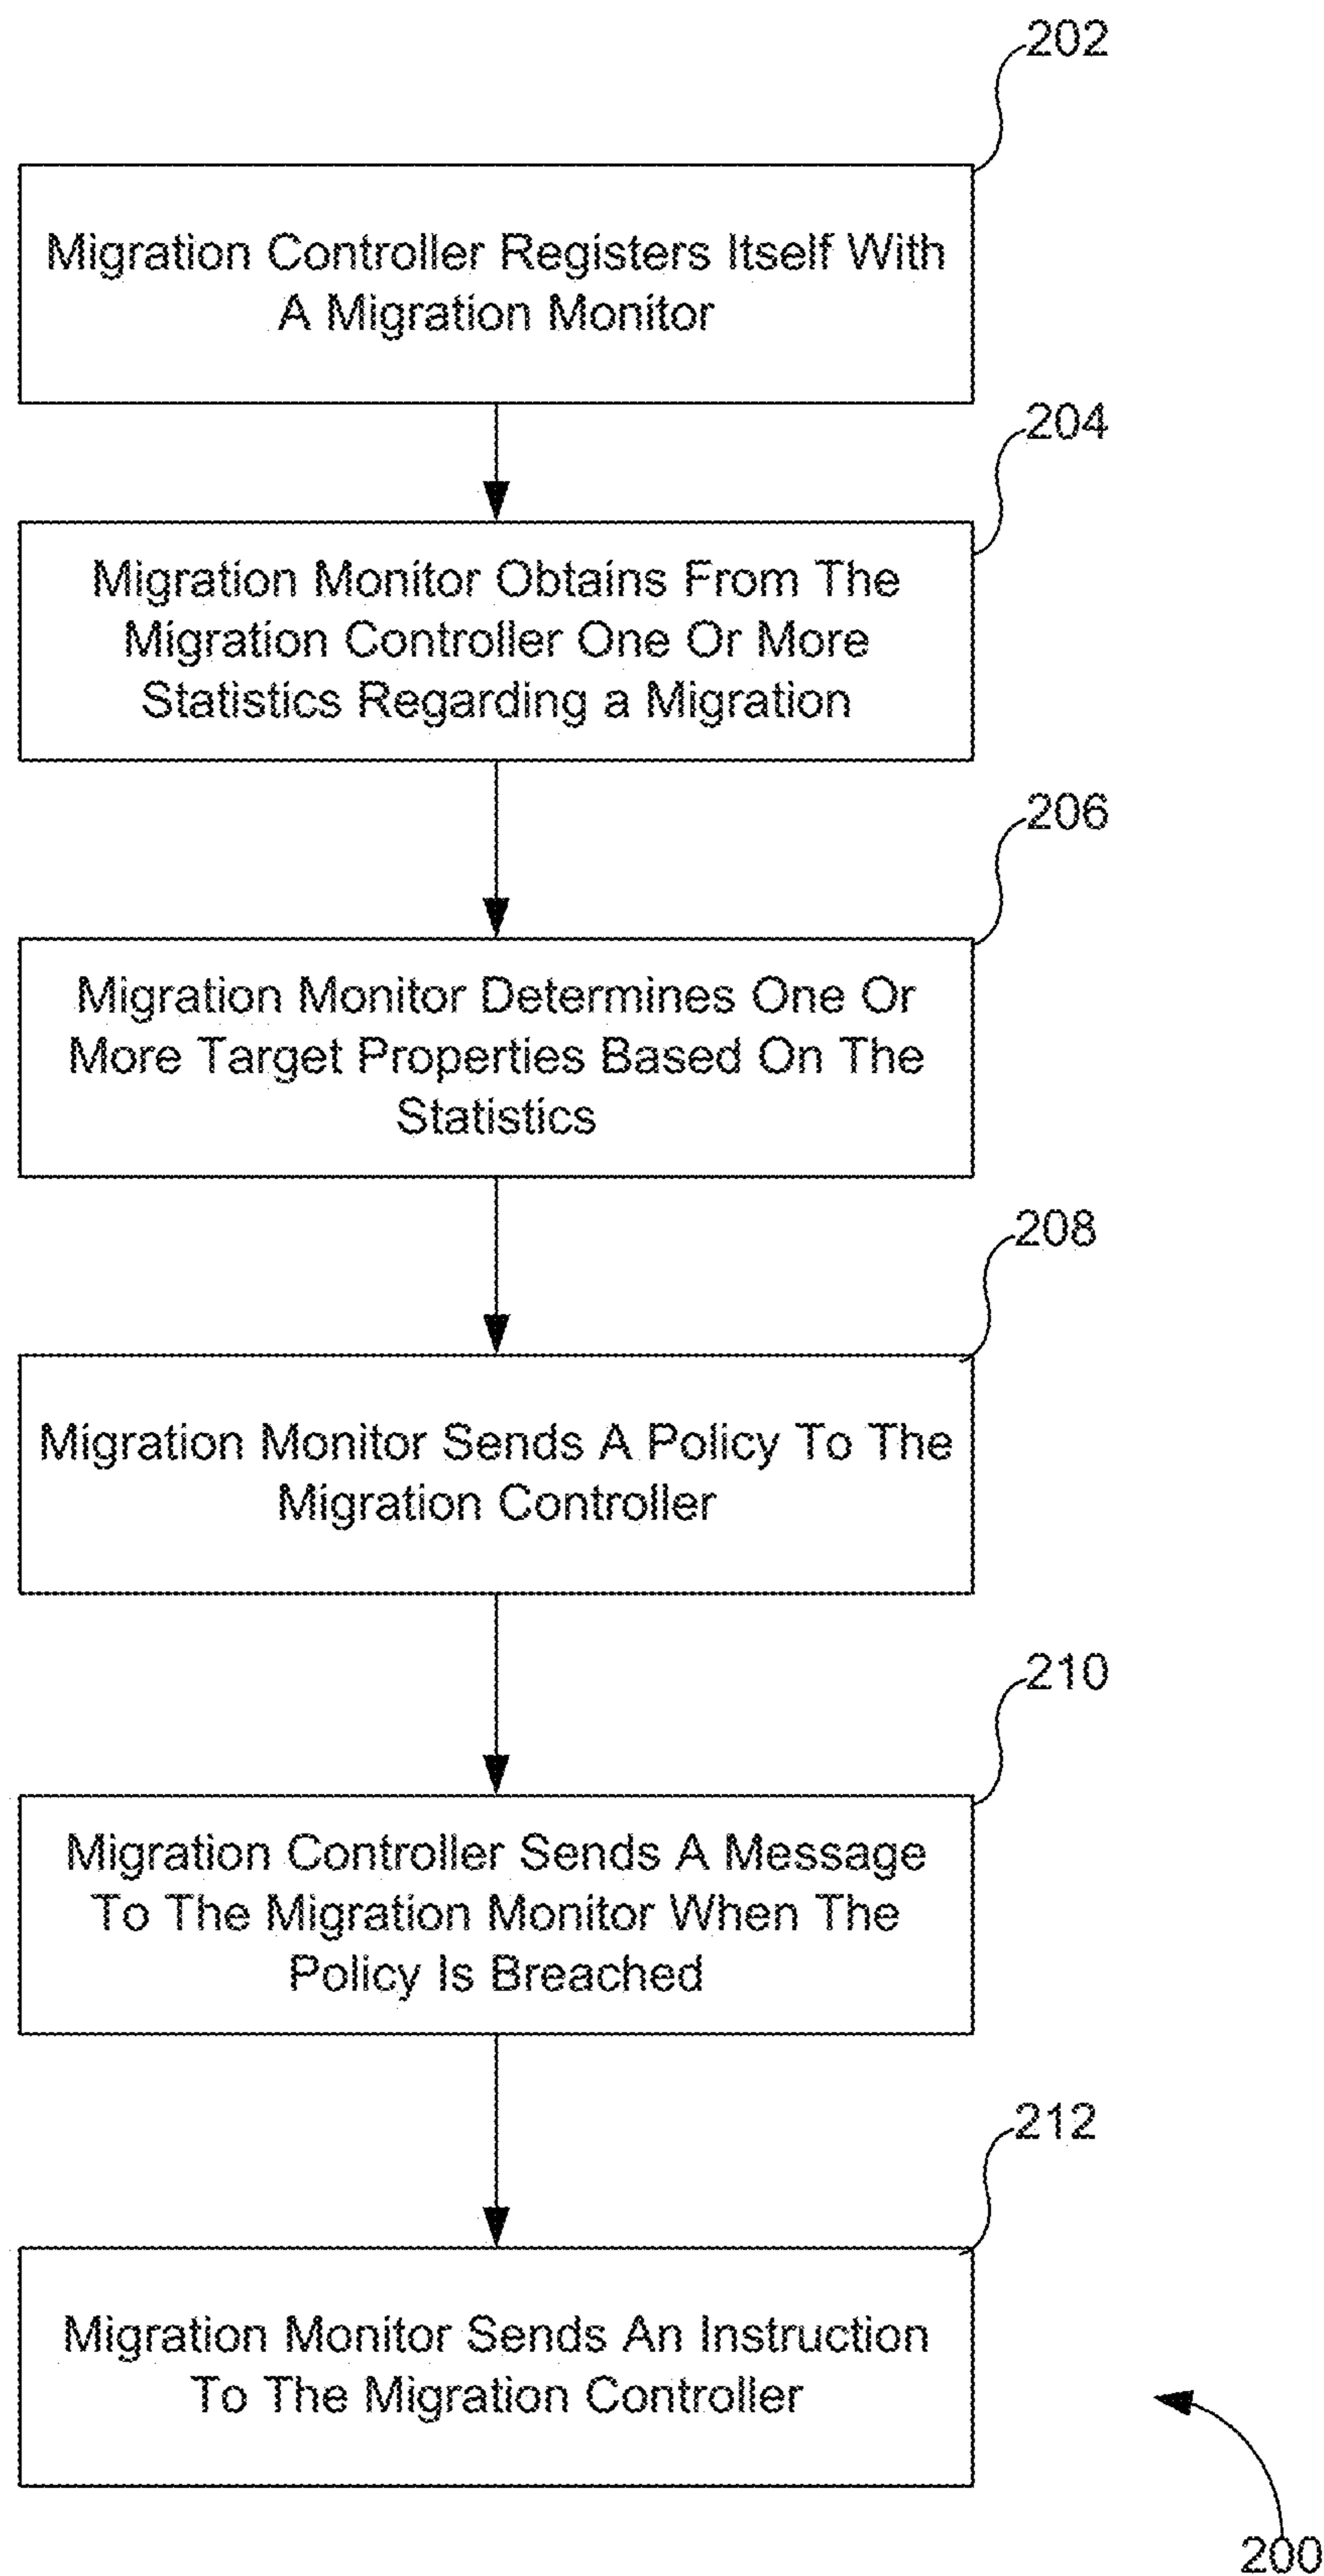 202
Migration Controller Registers Itself With
A Migration Monitor
204
Migration Monitor Obtains From The
Migration Controller One Or More
Statistics Regarding a Migration
206
Migration Monitor Determines One Or
More Target Properties Based On The
Statistics
208
Migration Monitor Sends A Policy To The
Migration Controller
210
Migration Controller Sends A Message
To The Migration Monitor When The
Policy Is Breached
212
Migration Monitor Sends An Instruction
To The Migration Controller
200